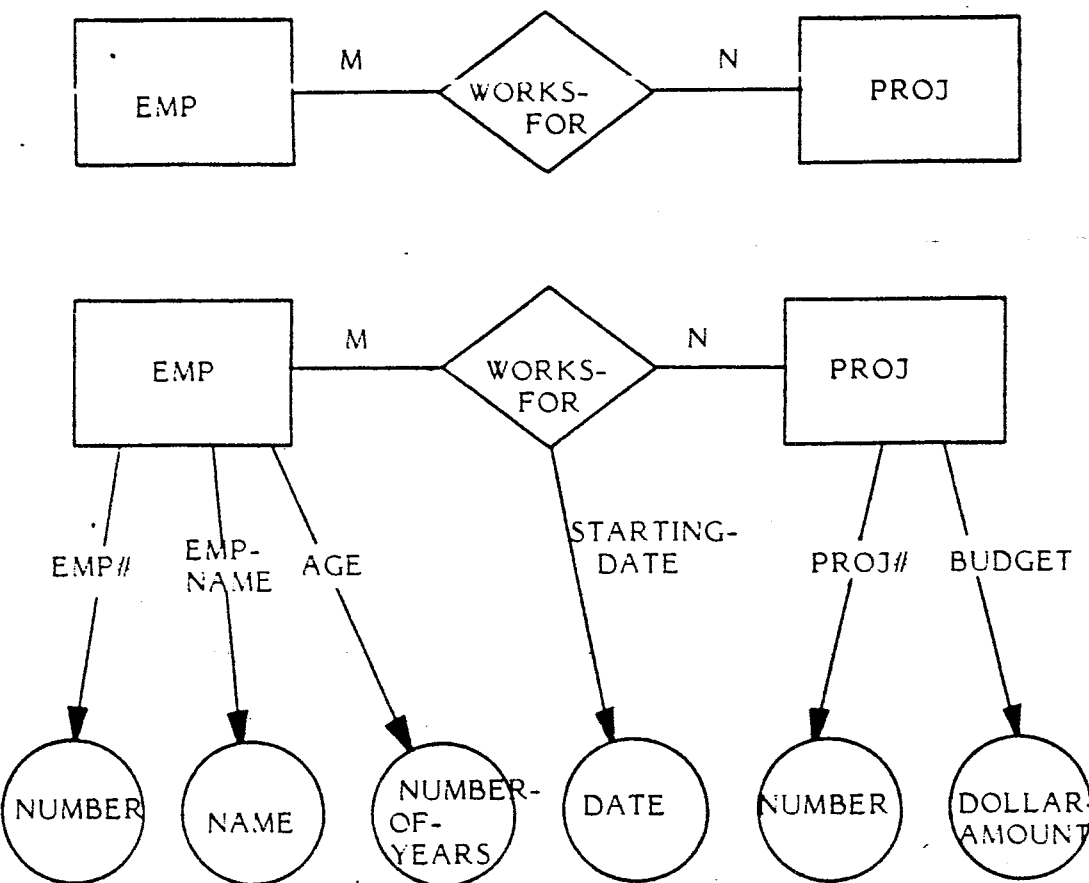 M
N
EMP
WORKS-
FOR
PROJ
M
N
EMP
WORKS-
FOR
PROJ
EMP#
EMP-
NAME
AGE
STARTING-
DATE
PROJ#
BUDGET
NUMBER
NAME
NUMBER-
OF-
YEARS
DATE
NUMBER
DOLLAR-
AMOUNT